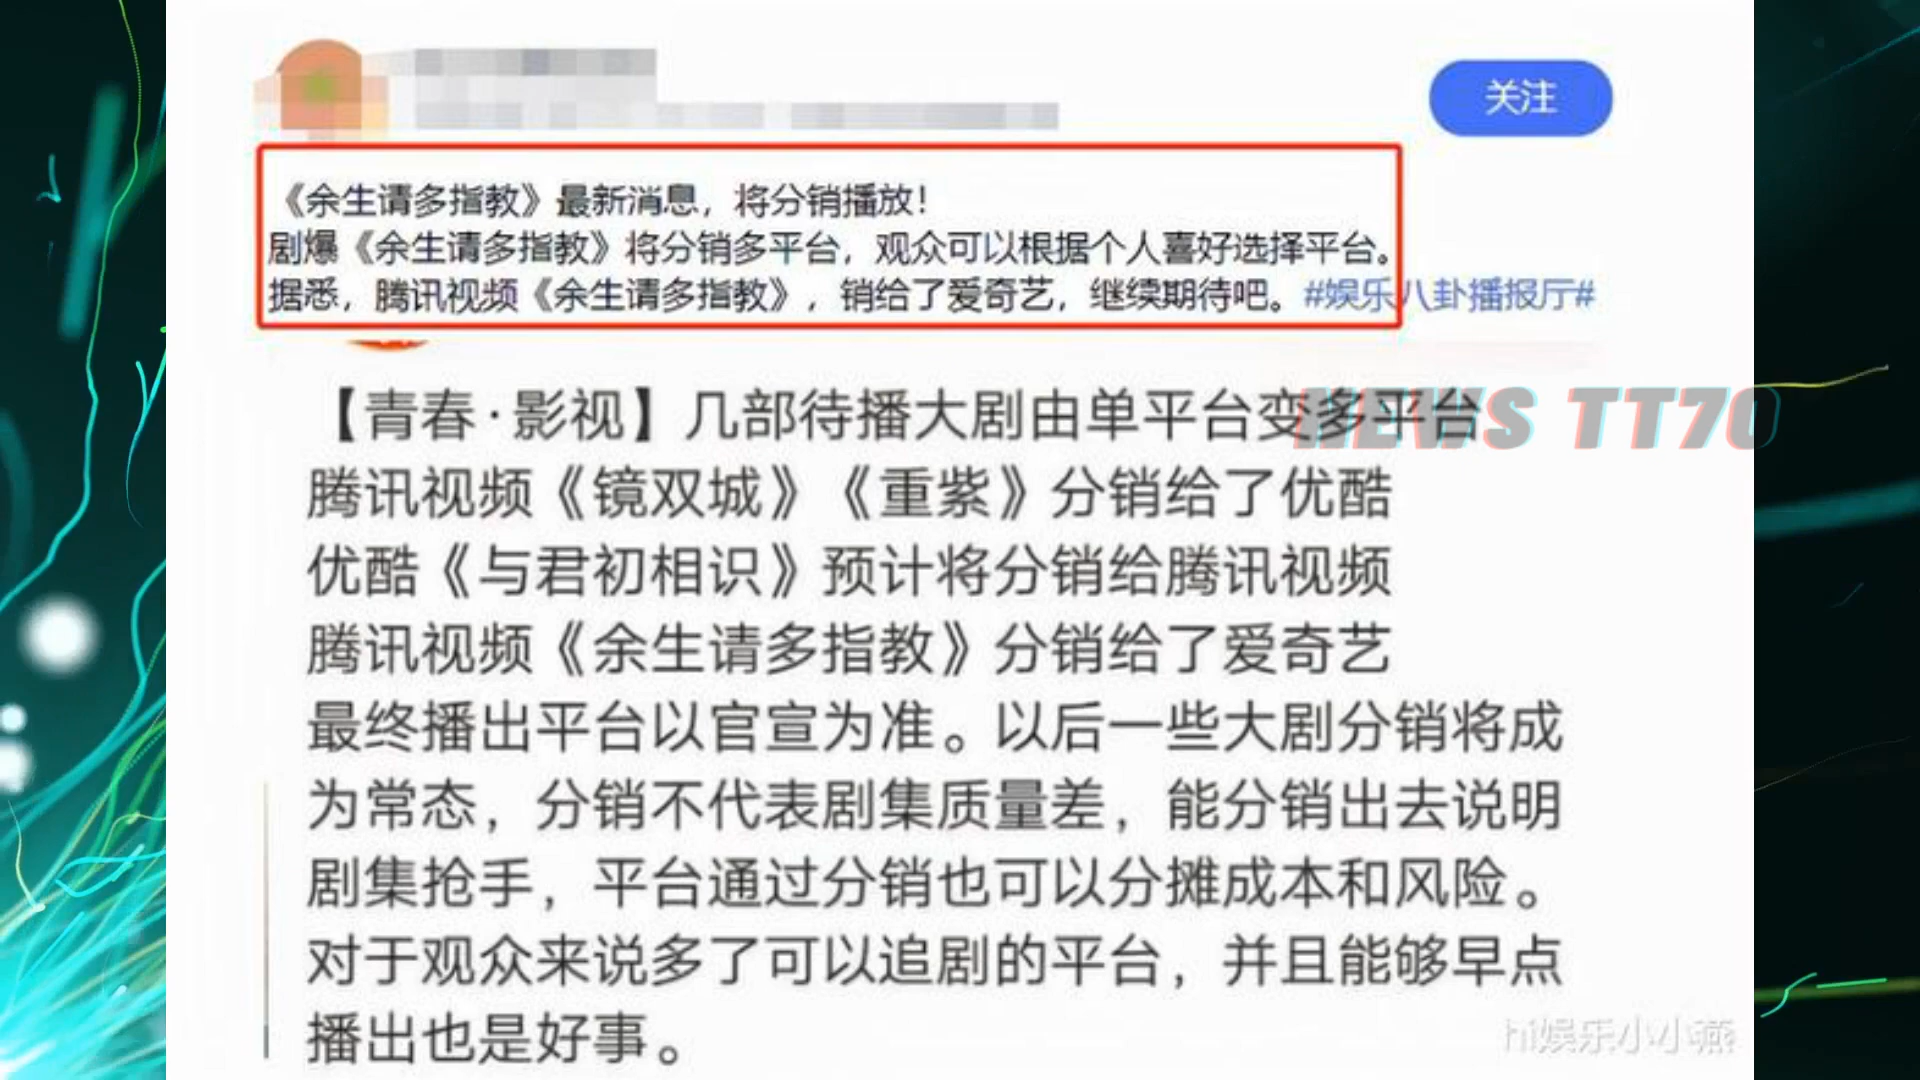 关注
《余生请多指教》最新消息，将分销播放！
剧爆《余生请多指教》将分销多平台，观众可以根据个人喜好选择平台。
据悉，腾讯视频《余生请多指教》，销给了爱奇艺，继续期待吧。#娱乐八卦播报厅#
【青春·影视】几部待播大剧由单平台变多平台
NEWS TT70
腾讯视频《镜双城》《重紫》分销给了优酷
优酷《与君初相识》预计将分销给腾讯视频
腾讯视频《余生请多指教》分销给了爱奇艺
最终播出平台以官宣为准。以后一些大剧分销将成
为常态，分销不代表剧集质量差，能分销出去说明
剧集抢手，平台通过分销也可以分摊成本和风险。
对于观众来说多了可以追剧的平台，并且能够早点
播出也是好事。
hi娱乐小小燕